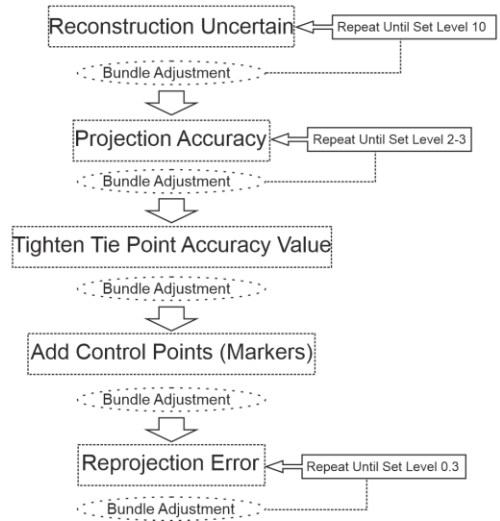 Reconstruction Uncertain
Repeat Until Set Level 10
Bundle Adjustment
Projection Accuracy
Repeat Until Set Level 2-3
Bundle Adjustment
Tighten Tie Point Accuracy Value
Bundle Adjustment
Add Control Points (Markers)
Bundle Adjustment
Reprojection Error
Repeat Until Set Level 0.3
Bundle Adjustment